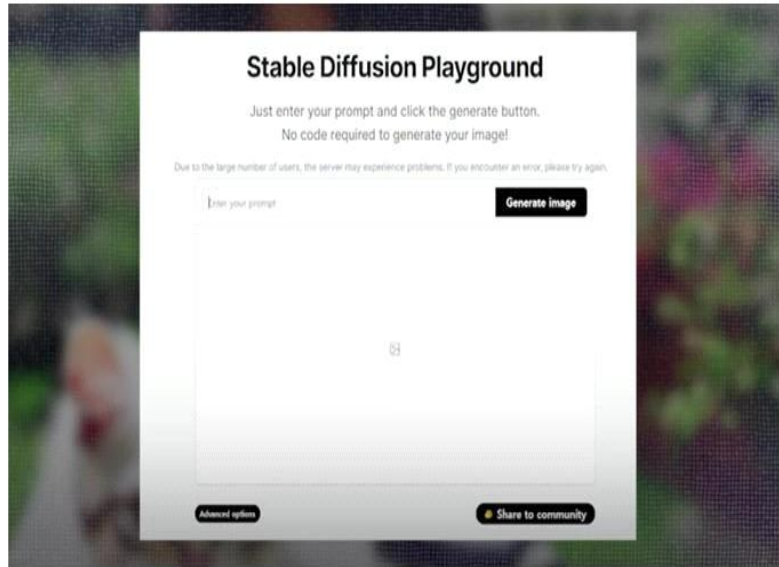 Stable Diffusion Playground
Just enter your prompt and click the generate button.
No code required to generate your image!
Due to the large number of users, the server may experience problems. If you encounter an error, please try again.
Enter your prompt
Generate image
Advanced options
Share to community